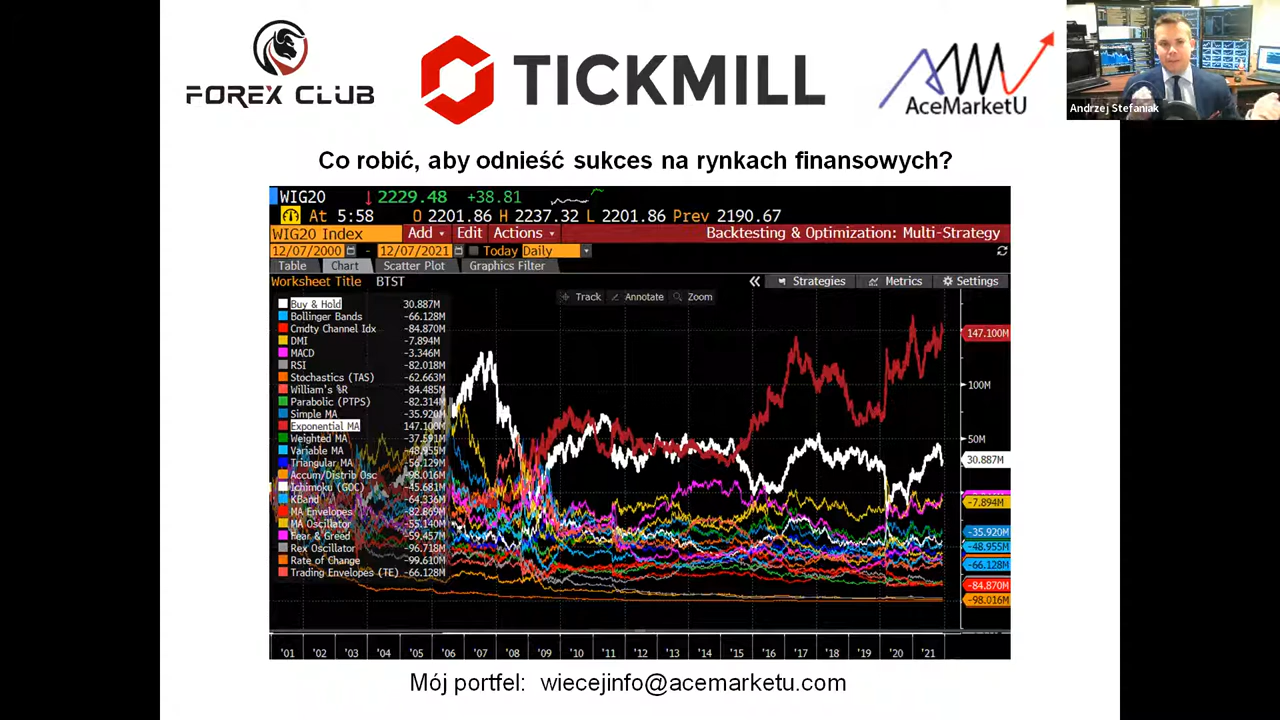 FOREX CLUB
TICKMILL
AceMarketU
Andrzej Stefaniak
Co robić, aby odnieść sukces na rynkach finansowych?
WIG20 ↓ 2229.48 +38.81
At 5:58 O 2201.86 H 2237.32 L 2201.86 Prev 2190.67
WIG20 Index Add Edit Actions Backtesting & Optimization: Multi-Strategy
12/07/2000 - 12/07/2021 Today Daily
Table Chart Scatter Plot Graphics Filter
Worksheet Title BTST « Strategies Metrics Settings
Track Annotate Zoom
Buy & Hold 30.887M
Bollinger Bands -66.128M
Cmdty Channel Idx -84.870M
DMI -7.894M
MACD -3.346M
RSI -82.018M
Stochastics (TAS) -62.663M
William's %R -84.485M
Parabolic (PTPS) -82.314M
Simple MA -35.920M
Exponential MA 147.100M
Weighted MA -37.591M
Variable MA -48.955M
Triangular MA -56.129M
Accum/Distrib Osc -98.016M
Ichimoku (GOC) -45.681M
KBand -64.336M
MA Envelopes -82.869M
MA Oscillator -55.140M
Fear & Greed -59.457M
Rex Oscillator -96.718M
Rate of Change -99.610M
Trading Envelopes (TE) -66.128M
147.100M
100M
50M
30.887M
-7.894M
-35.920M
-48.955M
-66.128M
-84.870M
-98.016M
'01 '02 '03 '04 '05 '06 '07 '08 '09 '10 '11 '12 '13 '14 '15 '16 '17 '18 '19 '20 '21
Mój portfel: wiecejinfo@acemarketu.com